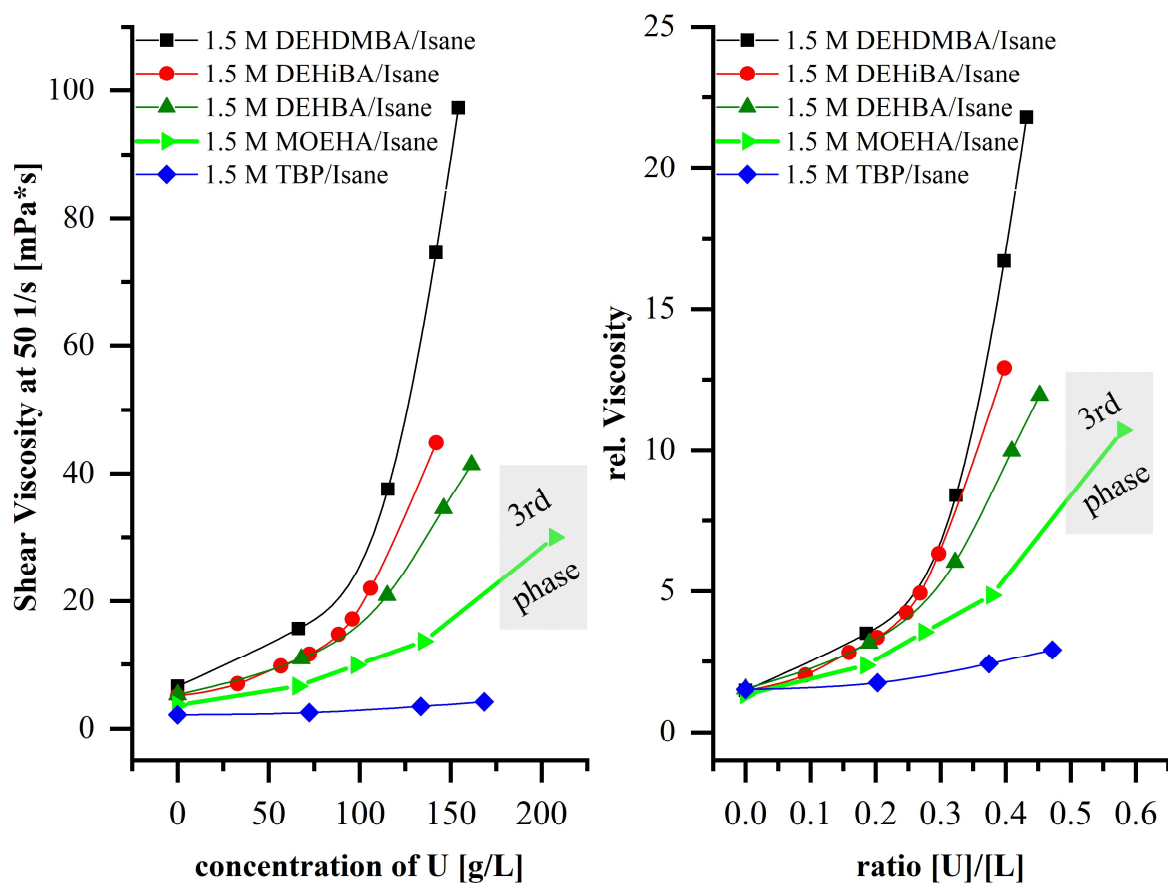 1.5 M DEHDMBA/Isane
1.5 M DEHiBA/Isane
1.5 M DEHBA/Isane
1.5 M MOEHA/Isane
1.5 M TBP/Isane
Shear Viscosity at 50 1/s [mPa*s]
100
80
60
40
20
0
3rd
phase
0
50
100
150
200
concentration of U [g/L]
1.5 M DEHDMBA/Isane
1.5 M DEHiBA/Isane
1.5 M DEHBA/Isane
1.5 M MOEHA/Isane
1.5 M TBP/Isane
rel. Viscosity
25
20
15
10
5
0
3rd
phase
0.0
0.1
0.2
0.3
0.4
0.5
0.6
ratio [U]/[L]